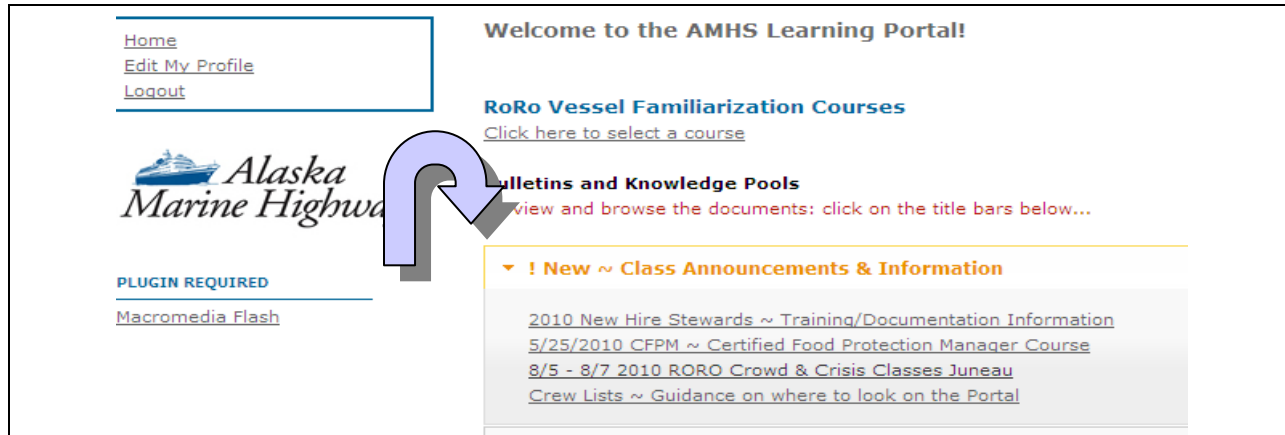 Home
Edit My Profile
Logout
Alaska
Marine
PLUGIN REQUIRED
Macromedia Flash
Welcome to the AMHS Learning Portal!
RoRo Vessel Familiarization Courses
Click here to select a course
and Knowledge Pools
view and browse the documents: click on the title bars below...
! New ~ Class Announcements & Information
2010 New Hire Stewards ~ Training/Documentation Information
5/25/2010 CFPM ~ Certified Food Protection Manager Course
8/5 - 8/7 2010 RORO Crowd & Crisis Classes Juneau
Crew Lists ~ Guidance on where to look on the Portal